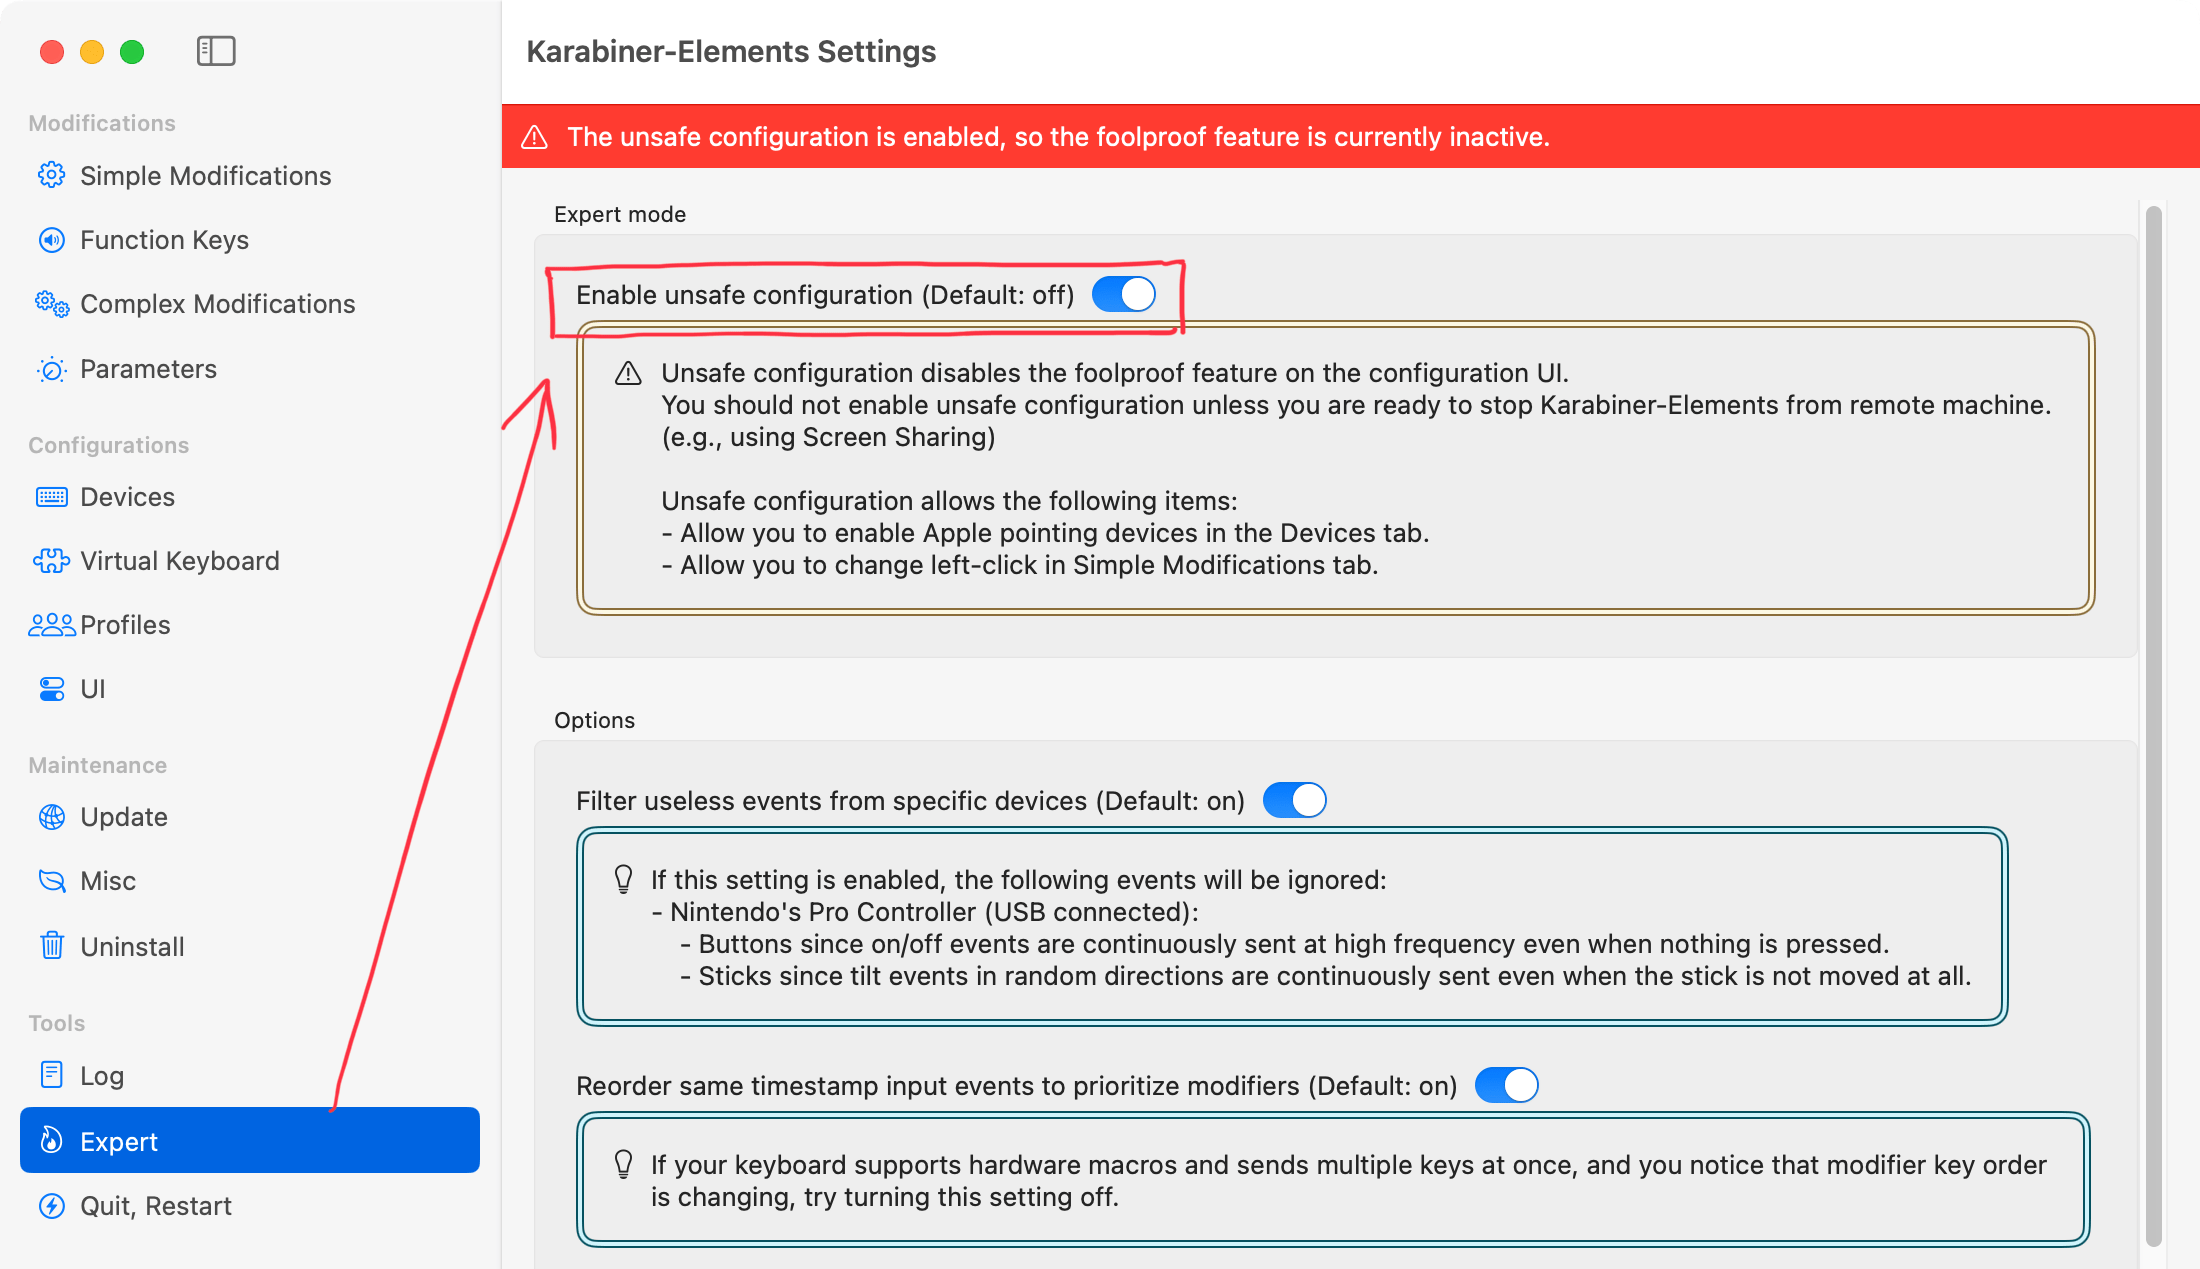 Karabiner-Elements Settings
The unsafe configuration is enabled, so the foolproof feature is currently inactive.
Modifications
Simple Modifications
Function Keys
Complex Modifications
Parameters
Configurations
Devices
Virtual Keyboard
Profiles
UI
Maintenance
Update
Misc
Uninstall
Tools
Log
Expert
Quit, Restart
Expert mode
Enable unsafe configuration (Default: off)
Unsafe configuration disables the foolproof feature on the configuration UI.
You should not enable unsafe configuration unless you are ready to stop Karabiner-Elements from remote machine.
(e.g., using Screen Sharing)
Unsafe configuration allows the following items:
- Allow you to enable Apple pointing devices in the Devices tab.
- Allow you to change left-click in Simple Modifications tab.
Options
Filter useless events from specific devices (Default: on)
If this setting is enabled, the following events will be ignored:
- Nintendo's Pro Controller (USB connected):
- Buttons since on/off events are continuously sent at high frequency even when nothing is pressed.
- Sticks since tilt events in random directions are continuously sent even when the stick is not moved at all.
Reorder same timestamp input events to prioritize modifiers (Default: on)
If your keyboard supports hardware macros and sends multiple keys at once, and you notice that modifier key order
is changing, try turning this setting off.